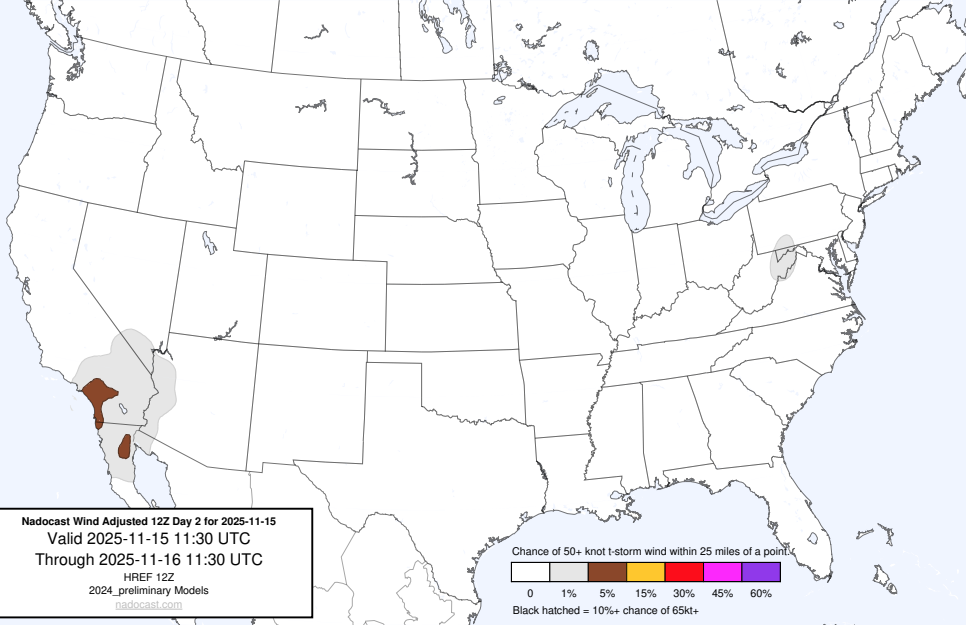 Nadocast Wind Adjusted 12Z Day 2 for 2025-11-15
Valid 2025-11-15 11:30 UTC
Through 2025-11-16 11:30 UTC
HREF 12Z
2024_preliminary Models
nadocast.com
Chance of 50+ knot t-storm wind within 25 miles of a point.
0 1% 5% 15% 30% 45% 60%
Black hatched = 10%+ chance of 65kt+